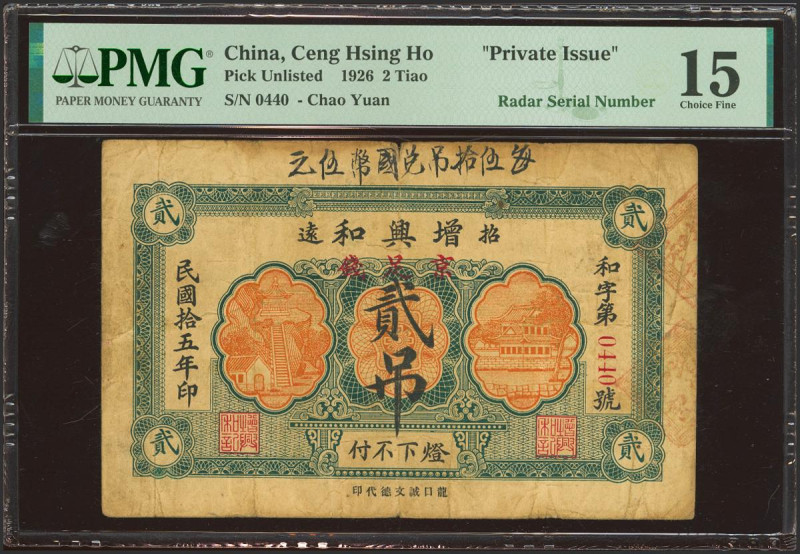 PMG®
PAPER MONEY GUARANTY
China, Ceng Hsing Ho "Private Issue"
Pick Unlisted 1926 2 Tiao
S/N 0440 - Chao Yuan
Radar Serial Number
15
Choice Fine
每伍拾吊兑國幣伍元
貳
貳
招
增興和
遠
京足錢
和字第0440號
貳吊
民國拾五年印
燈下不付
貳
貳
龍口誠文德代印